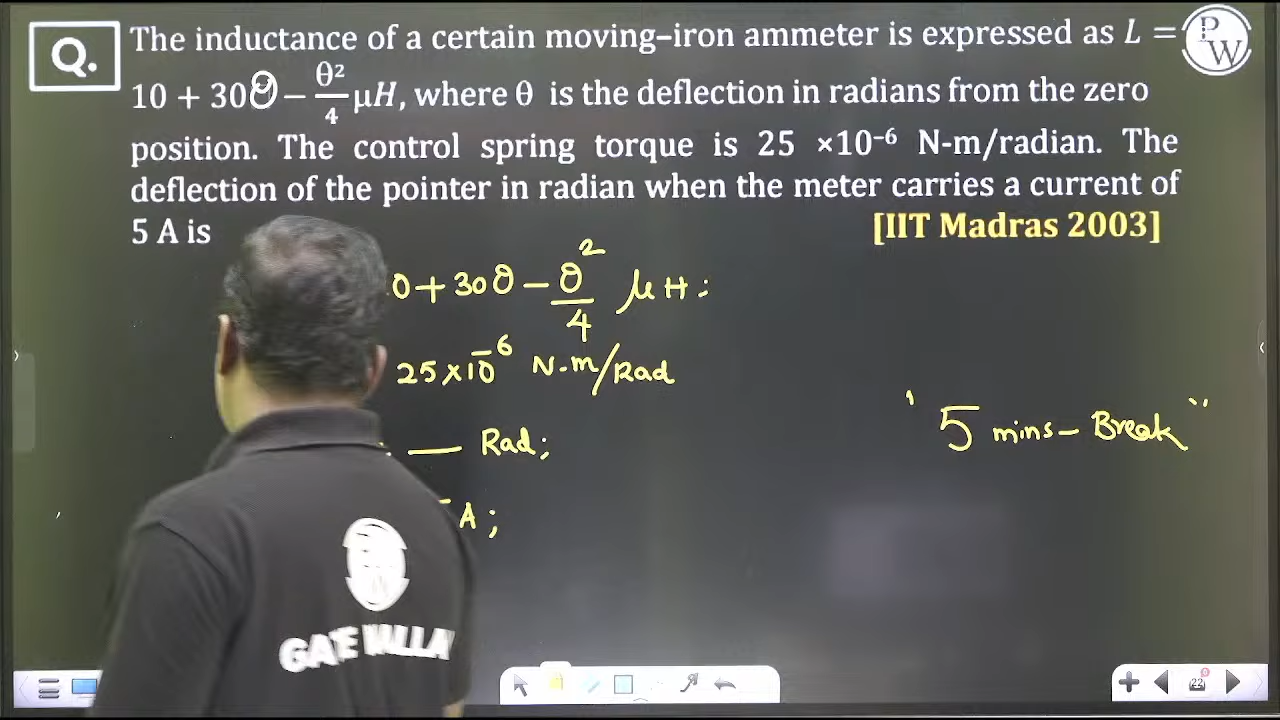 Q.
The inductance of a certain moving–iron ammeter is expressed as L =
10 + 30θ − θ²/4 μH, where θ is the deflection in radians from the zero
position. The control spring torque is 25 ×10⁻⁶ N-m/radian. The
deflection of the pointer in radian when the meter carries a current of
5 A is
[IIT Madras 2003]
PW
0+30θ − θ²/4 μH;
25×10⁻⁶ N-m/Rad
— Rad;
A;
" 5 mins – Break "
GATE WALLAH
22